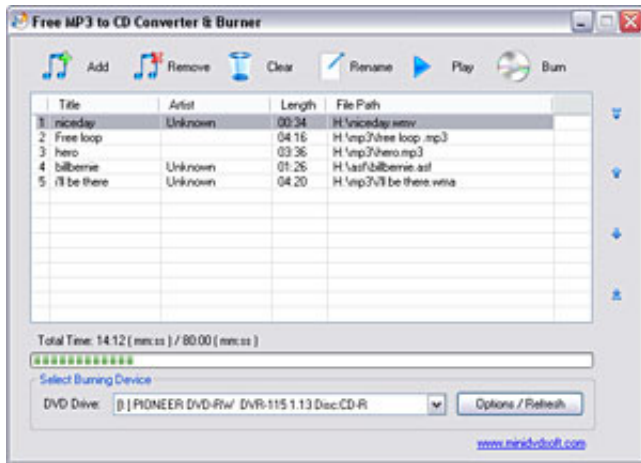 Free MP3 to CD Converter & Burner
Add Remove Clear Rename Play Burn
Title Artist Length File Path
1 niceday Unknown 00:34 H:\niceday.wmv
2 Free loop 04:16 H:\mp3\free loop .mp3
3 hero 03:36 H:\mp3\hero.mp3
4 billbernie Unknown 01:26 H:\asf\billbernie.asf
5 i'll be there Unknown 04:20 H:\mp3\i'll be there.wma
Total Time: 14:12 ( mm:ss ) / 80:00 ( mm:ss )
Select Burning Device
DVD Drive: [I:] PIONEER DVD-RW DVR-115 1.13 Disc:CD-R Options / Refresh
www.minidvdsoft.com